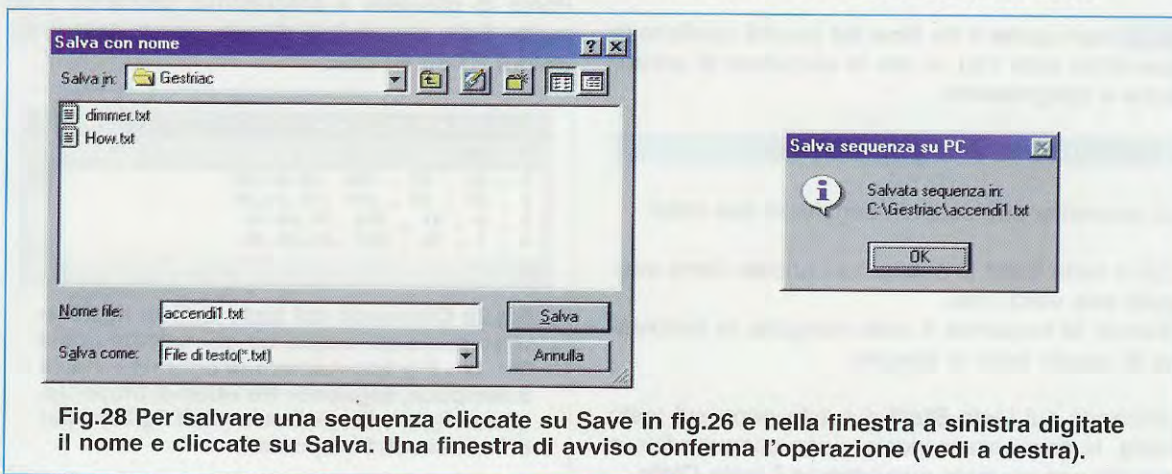 Salva con nome
Salva in: Gestriac
dimmer.txt
How.txt
Nome file: accendi1.txt Salva
Salva come: File di testo(*.txt) Annulla
Salva sequenza su PC
Salvata sequenza in:
C:\Gestriac\accendi1.txt
OK
Fig.28 Per salvare una sequenza cliccate su Save in fig.26 e nella finestra a sinistra digitate
il nome e cliccate su Salva. Una finestra di avviso conferma l'operazione (vedi a destra).